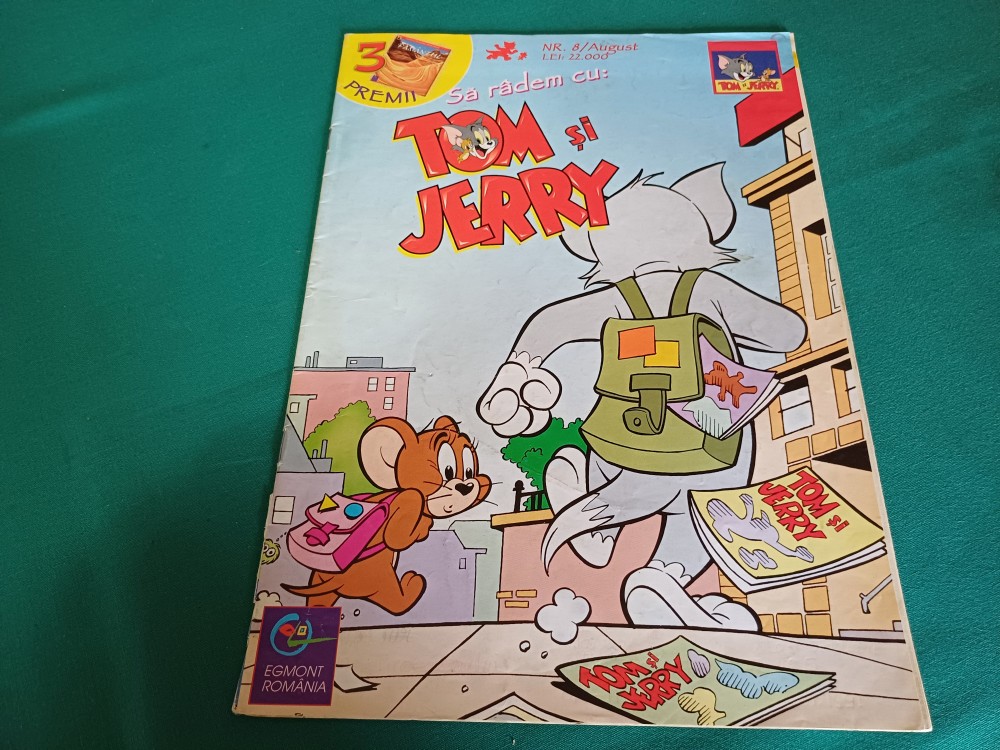 3
PREMII
NR. 8/August
LEI: 22.000
TOM JERRY
Să râdem cu:
TOM și
JERRY
TOM și
JERRY
TOM și
JERRY
EGMONT
ROMÂNIA